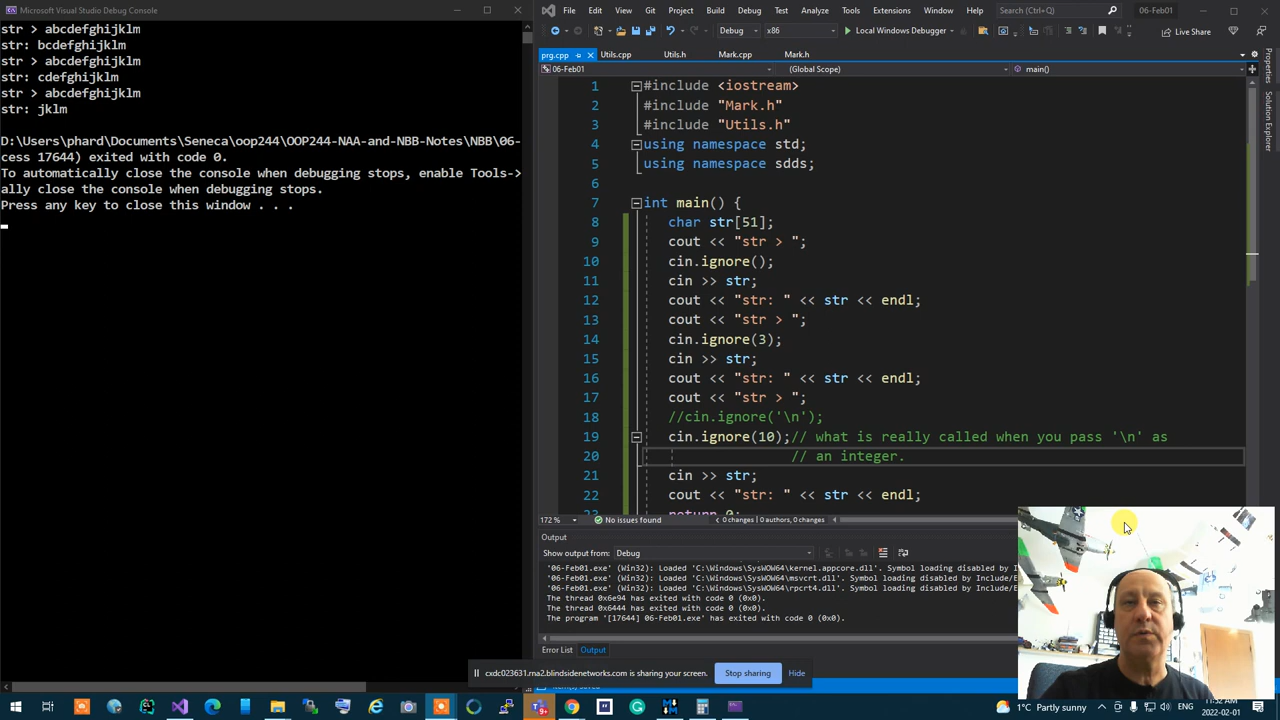 Microsoft Visual Studio Debug Console
str > abcdefghijklm
str: bcdefghijklm
str > abcdefghijklm
str: cdefghijklm
str > abcdefghijklm
str: jklm
D:\Users\phard\Documents\Seneca\oop244\OOP244-NAA-and-NBB-Notes\NBB\06-
cess 17644) exited with code 0.
To automatically close the console when debugging stops, enable Tools->
ally close the console when debugging stops.
Press any key to close this window . . .
File Edit View Git Project Build Debug Test Analyze Tools Extensions Window Help Search (Ctrl+Q) 06-Feb01
Debug x86 Local Windows Debugger Live Share
prg.cpp Utils.cpp Utils.h Mark.cpp Mark.h
06-Feb01 (Global Scope) main()
1 #include <iostream>
2 #include "Mark.h"
3 #include "Utils.h"
4 using namespace std;
5 using namespace sdds;
6
7 int main() {
8 char str[51];
9 cout << "str > ";
10 cin.ignore();
11 cin >> str;
12 cout << "str: " << str << endl;
13 cout << "str > ";
14 cin.ignore(3);
15 cin >> str;
16 cout << "str: " << str << endl;
17 cout << "str > ";
18 //cin.ignore('\n');
19 cin.ignore(10);// what is really called when you pass '\n' as
20 // an integer.
21 cin >> str;
22 cout << "str: " << str << endl;
23 return 0;
Properties
Solution Explorer
172 % No issues found 0 changes | 0 authors, 0 changes
Output
Show output from: Debug
'06-Feb01.exe' (Win32): Loaded 'C:\Windows\SysWOW64\kernel.appcore.dll'. Symbol loading disabled by Include/E
'06-Feb01.exe' (Win32): Loaded 'C:\Windows\SysWOW64\msvcrt.dll'. Symbol loading disabled by Include/Ex
'06-Feb01.exe' (Win32): Loaded 'C:\Windows\SysWOW64\rpcrt4.dll'. Symbol loading disabled by Include/Ex
The thread 0x6e94 has exited with code 0 (0x0).
The thread 0x6444 has exited with code 0 (0x0).
The program '[17644] 06-Feb01.exe' has exited with code 0 (0x0).
Error List Output
cxdc023631.rna2.blindsidenetworks.com is sharing your screen. Stop sharing Hide
1°C Partly sunny ENG 11:52 AM
2022-02-01